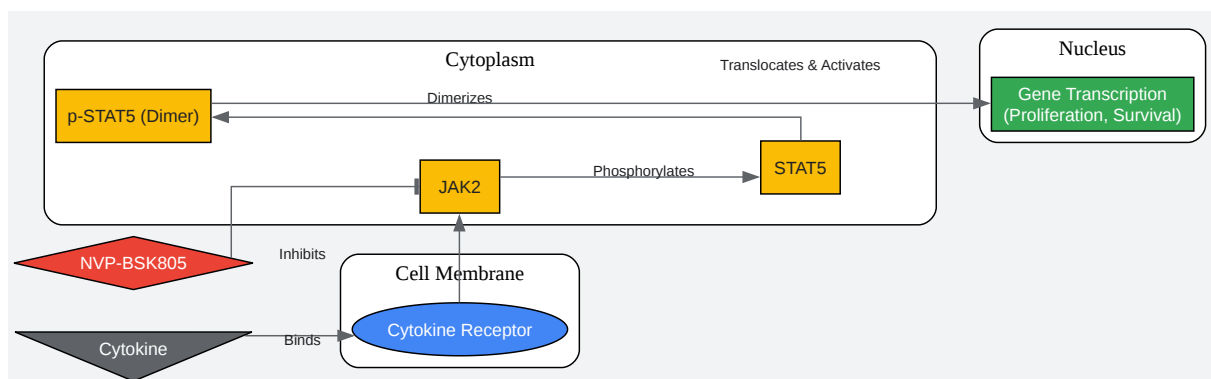 Nucleus
Cytoplasm
Translocates & Activates
Gene Transcription
(Proliferation, Survival)
Dimerizes
p-STAT5 (Dimer)
STAT5
Phosphorylates
JAK2
Inhibits
NVP-BSK805
Cell Membrane
Cytokine Receptor
Binds
Cytokine